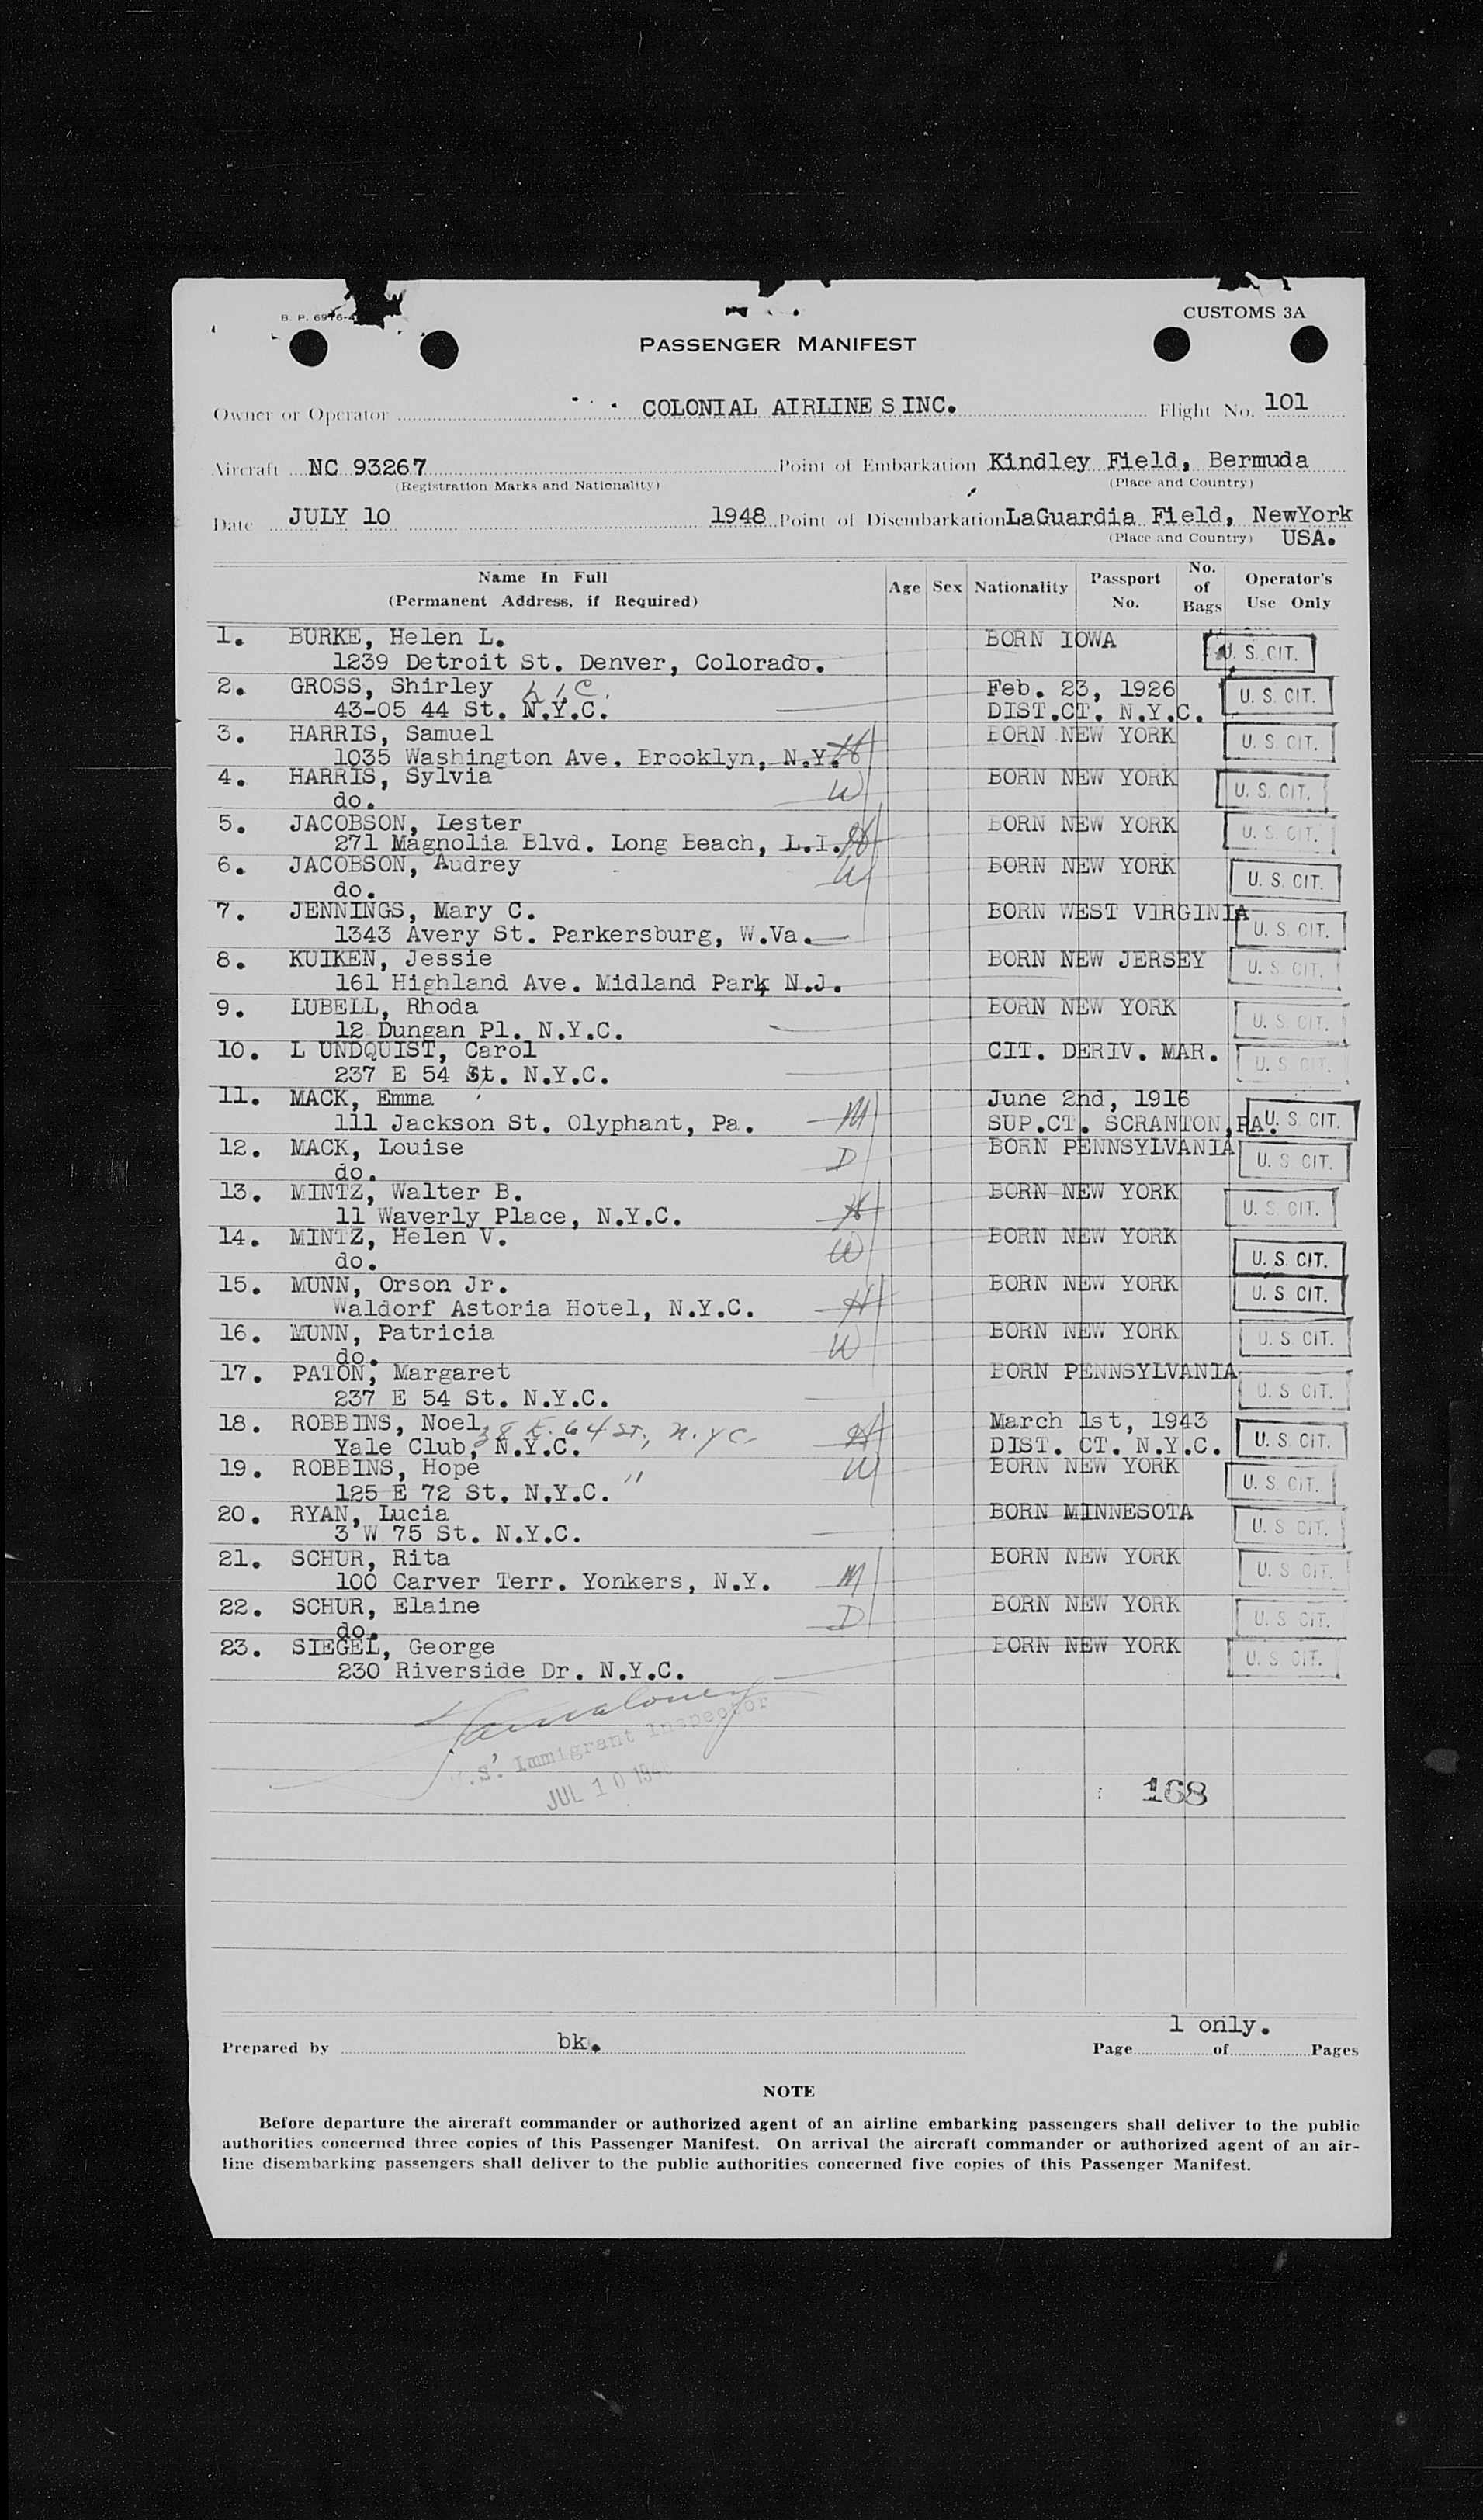 CUSTOMS 3A
PASSENGER MANIFEST
Owner or Operator COLONIAL AIRLINE S INC. Flight No. 101
Aircraft NC 93267 Point of Embarkation Kindley Field, Bermuda
(Registration Marks and Nationality) (Place and Country)
Date JULY 10 1948 Point of Disembarkation LaGuardia Field, NewYork
(Place and Country) USA.
Name In Full (Permanent Address, if Required) Age Sex Nationality Passport No. No. of Bags Operator's Use Only
1. BURKE, Helen L. BORN IOWA U. S. CIT.
1239 Detroit St. Denver, Colorado.
2. GROSS, Shirley L.I.C. Feb. 23, 1926 U. S. CIT.
43-05 44 St. N.Y.C. DIST.CT. N.Y.C.
3. HARRIS, Samuel BORN NEW YORK U. S. CIT.
1035 Washington Ave. Brooklyn, N.Y. H
4. HARRIS, Sylvia BORN NEW YORK U. S. CIT.
do. W
5. JACOBSON, Lester BORN NEW YORK U. S. CIT.
271 Magnolia Blvd. Long Beach, L.I. H
6. JACOBSON, Audrey BORN NEW YORK U. S. CIT.
do. W
7. JENNINGS, Mary C. BORN WEST VIRGINIA U. S. CIT.
1343 Avery St. Parkersburg, W.Va.
8. KUIKEN, Jessie BORN NEW JERSEY U. S. CIT.
161 Highland Ave. Midland Park, N.J.
9. LUBELL, Rhoda BORN NEW YORK U. S. CIT.
12 Dungan Pl. N.Y.C.
10. L UNDQUIST, Carol CIT. DERIV. MAR. U. S. CIT.
237 E 54 St. N.Y.C.
11. MACK, Emma June 2nd, 1916
111 Jackson St. Olyphant, Pa. M SUP.CT. SCRANTON,PA. U. S. CIT.
12. MACK, Louise BORN PENNSYLVANIA U. S. CIT.
do. D
13. MINTZ, Walter B. BORN NEW YORK U. S. CIT.
11 Waverly Place, N.Y.C. H
14. MINTZ, Helen V. BORN NEW YORK U. S. CIT.
do. W
15. MUNN, Orson Jr. BORN NEW YORK U. S. CIT.
Waldorf Astoria Hotel, N.Y.C. H
16. MUNN, Patricia BORN NEW YORK U. S. CIT.
do. W
17. PATON, Margaret BORN PENNSYLVANIA U. S. CIT.
237 E 54 St. N.Y.C.
18. ROBBINS, Noel 38 E. 64 ST, N.Y.C. March 1st, 1943 U. S. CIT.
Yale Club, N.Y.C. H DIST. CT. N.Y.C.
19. ROBBINS, Hope " W BORN NEW YORK U. S. CIT.
125 E 72 St. N.Y.C.
20. RYAN, Lucia BORN MINNESOTA U. S. CIT.
3 W 75 St. N.Y.C.
21. SCHUR, Rita BORN NEW YORK U. S. CIT.
100 Carver Terr. Yonkers, N.Y. M
22. SCHUR, Elaine BORN NEW YORK U. S. CIT.
do. D
23. SIEGEL, George BORN NEW YORK U. S. CIT.
230 Riverside Dr. N.Y.C.
.S. Immigrant Inspector
JUL 10 194
168
1 only.
Prepared by bk. Page of Pages
NOTE
Before departure the aircraft commander or authorized agent of an airline embarking passengers shall deliver to the public
authorities concerned three copies of this Passenger Manifest. On arrival the aircraft commander or authorized agent of an air-
line disembarking passengers shall deliver to the public authorities concerned five copies of this Passenger Manifest.